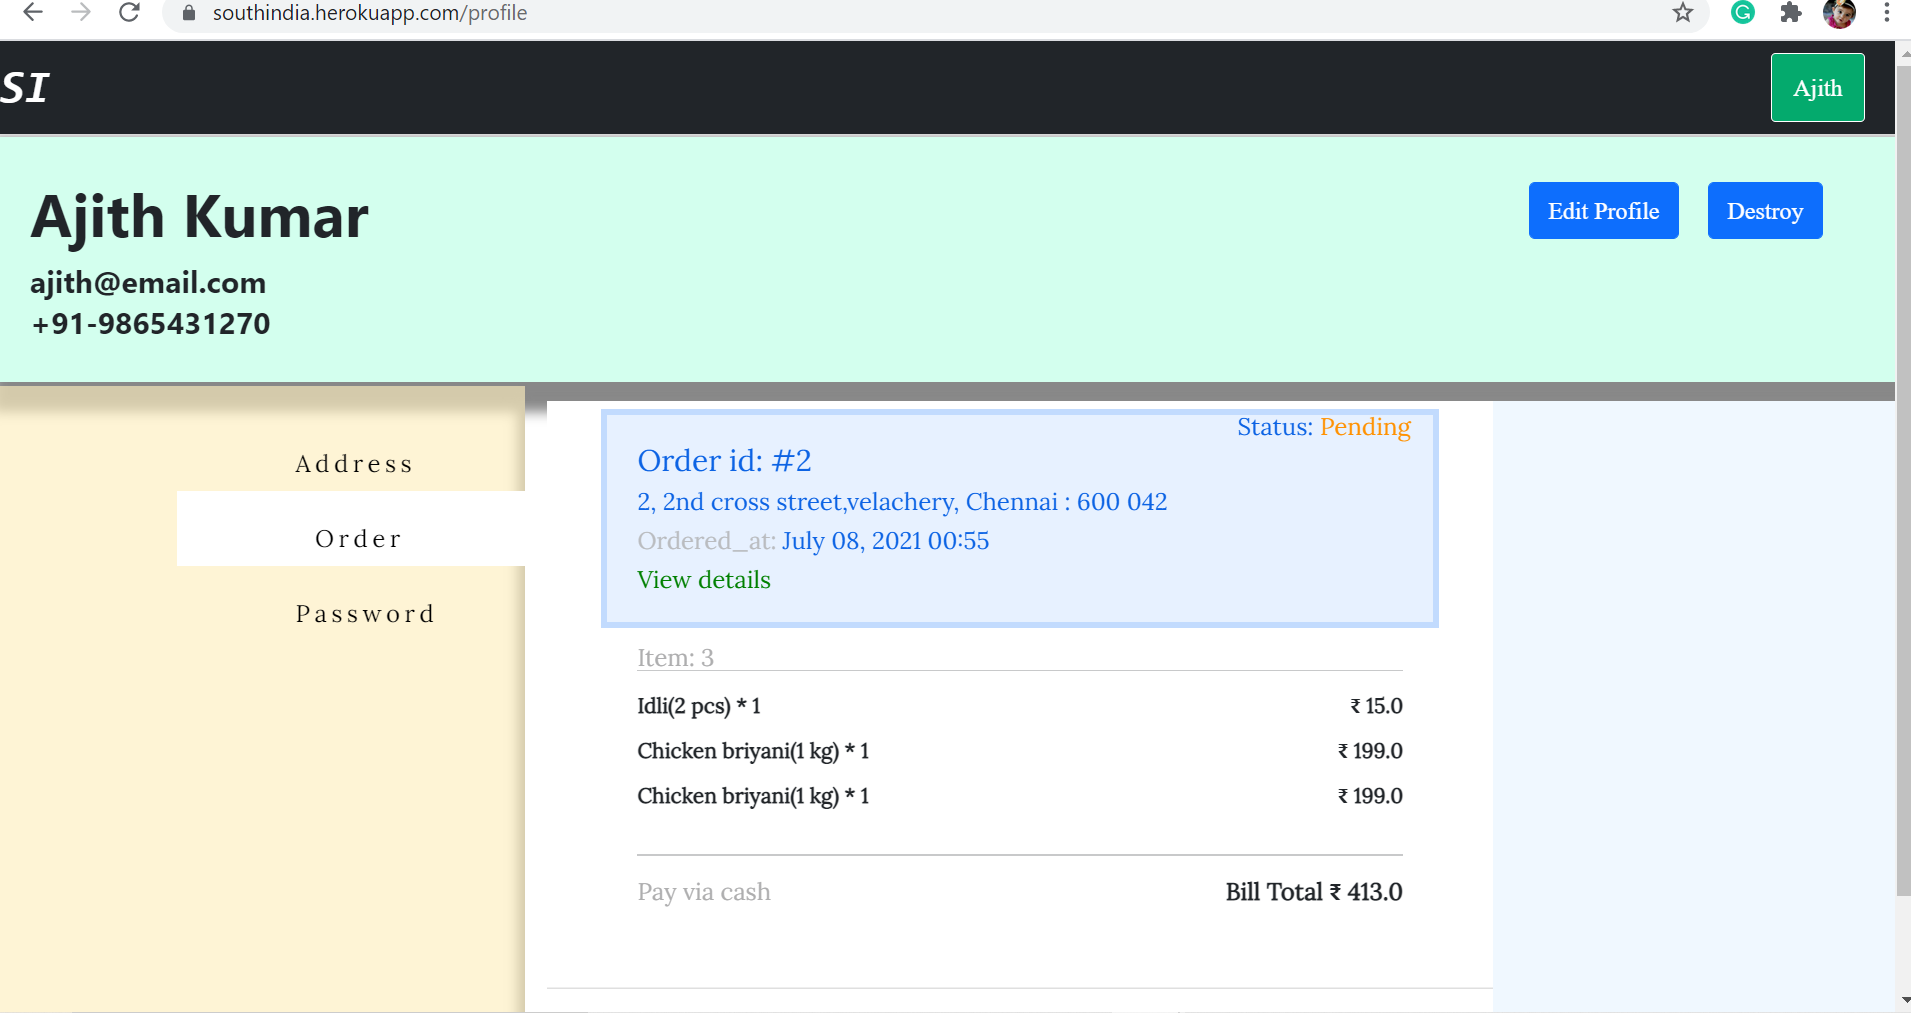 southindia.herokuapp.com/profile
SI
Ajith
Ajith Kumar
Edit Profile
Destroy
ajith@email.com
+91-9865431270
Address
Order
Password
Status: Pending
Order id: #2
2, 2nd cross street,velachery, Chennai : 600 042
Ordered_at: July 08, 2021 00:55
View details
Item: 3
Idli(2 pcs) * 1 ₹ 15.0
Chicken briyani(1 kg) * 1 ₹ 199.0
Chicken briyani(1 kg) * 1 ₹ 199.0
Pay via cash Bill Total ₹ 413.0